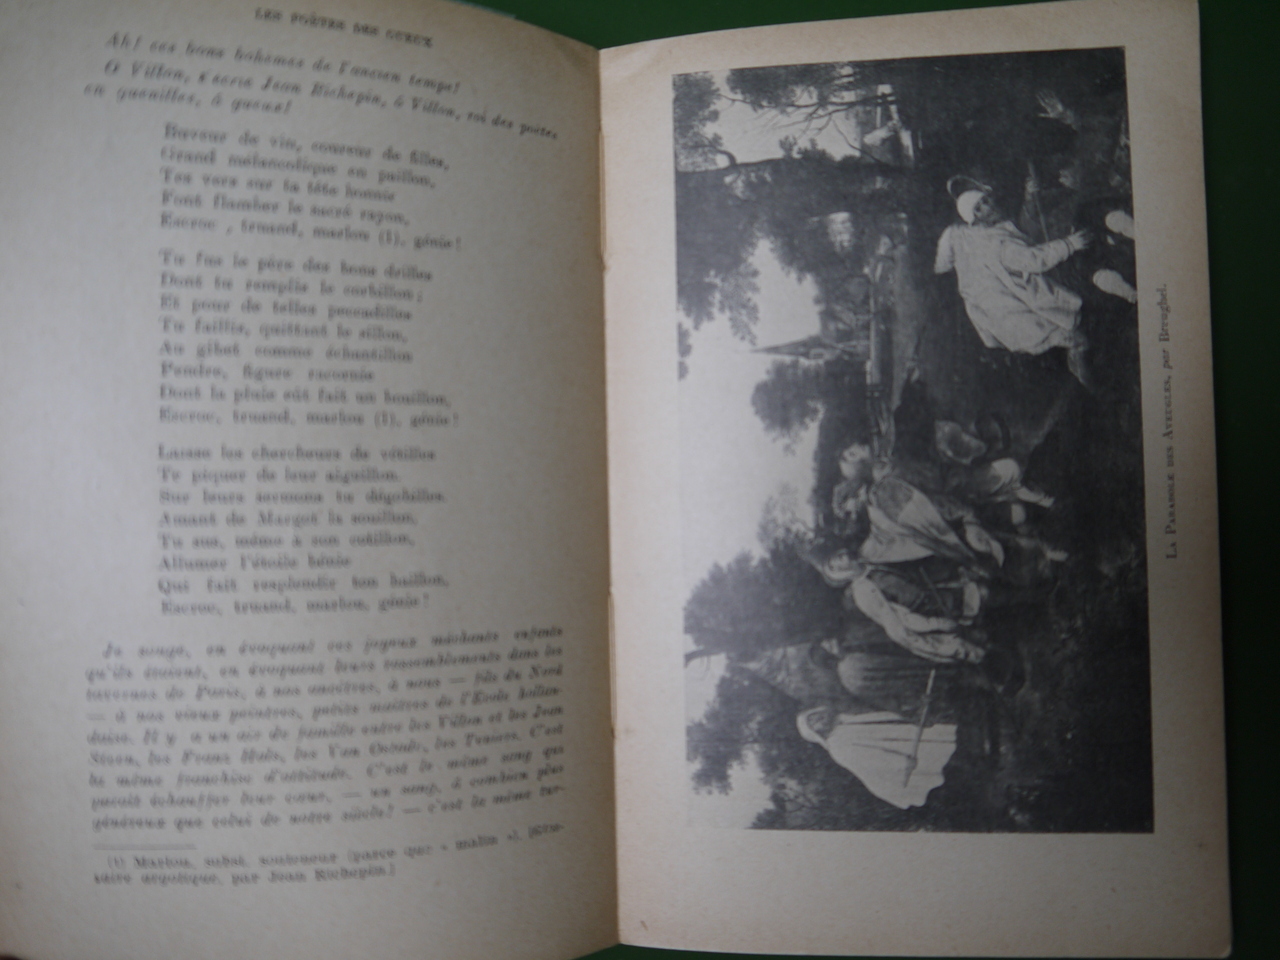 LES POÈTES DES GUEUX
Ah! ces bons bohèmes de l'ancien temps!
O Villon, s'écrie Jean Richepin, ô Villon, roi des poètes
en guenilles, ô gueux!
Buveur de vin, coureur de filles,
Grand mélancolique en paillon,
Tes vers sur ta tête honnie
Font flamber le sacré rayon,
Escroc, truand, marlou (1), génie!
Tu fus le père des bons drilles
Dont tu remplis le corbillon;
Et pour de telles peccadilles
Tu faillis, quittant le sillon,
Au gibet comme échantillon
Pendre, figure racornie
Dont la pluie eût fait un bouillon,
Escroc, truand, marlou (1), génie!
Laisse les chercheurs de vétilles
Te piquer de leur aiguillon.
Sur leurs sermons tu dégobilles.
Amant de Margot la souillon,
Tu sus, même à son cotillon,
Allumer l'étoile bénie
Qui fait resplendir ton haillon,
Escroc, truand, marlou, génie!
Je songe, en évoquant ces joyeux méchants enfants
qu'ils étaient, en évoquant leurs rassemblements dans les
tavernes de Paris, à nos ancêtres, à nous — fils du Nord
— à nos vieux peintres, petits maîtres de l'École hollan-
daise. Il y a un air de famille entre les Villon et les Jean
Steen, les Frans Hals, les Van Ostade, les Teniers. C'est
la même franchise d'attitude. C'est le même sang qui
paraît échauffer leur cœur, — un sang, ô combien plus
généreux que celui de notre siècle! — c'est le même
(1) Marlou, subst. souteneur (parce que « malin »),
argotique, par Jean Richepin.)
LA PARABOLE DES AVEUGLES, par Breughel.